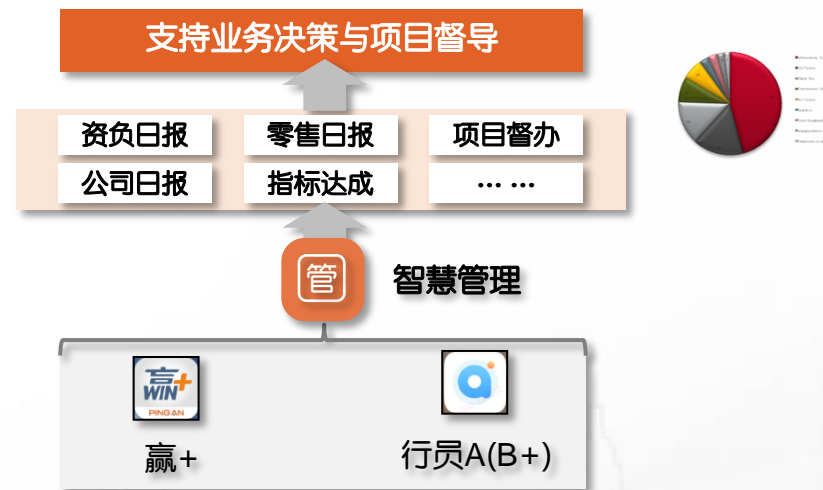 支持业务决策与项目督导
资负日报 零售日报 项目督办
公司日报 指标达成 … …
管 智慧管理
赢+
WIN+
PINGAN
赢+ 行员A(B+)